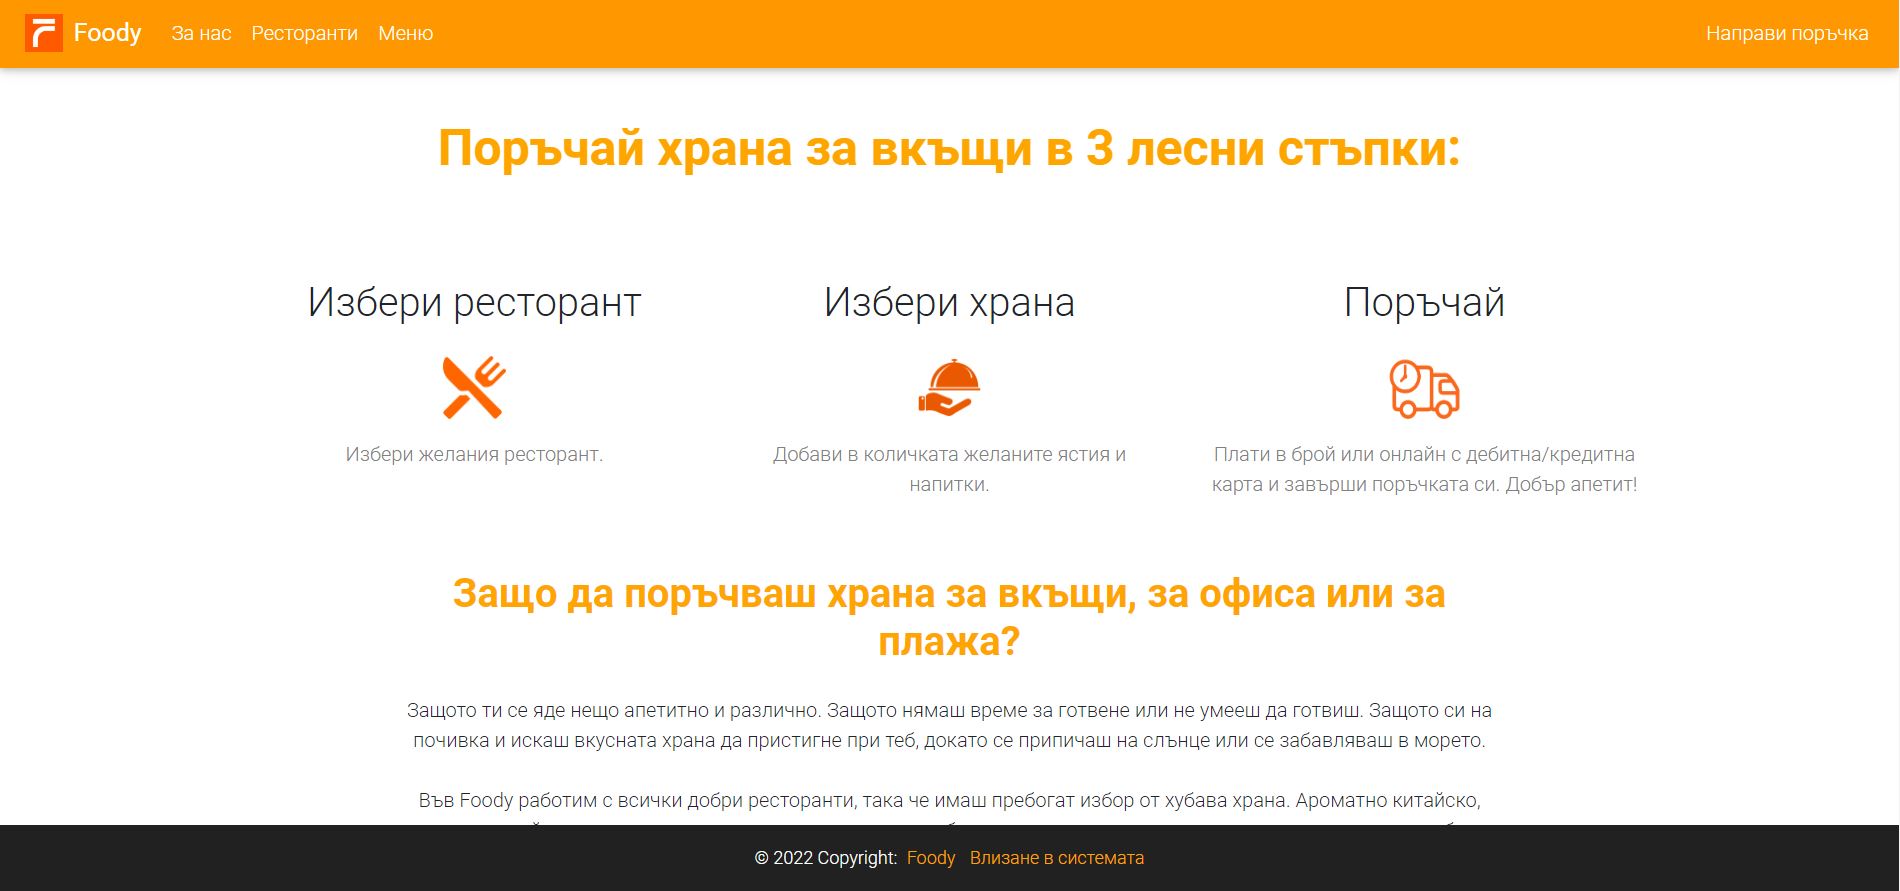 Foody За нас Ресторанти Меню Направи поръчка
Поръчай храна за вкъщи в 3 лесни стъпки:
Избери ресторант
Избери желания ресторант.
Избери храна
Добави в количката желаните ястия и
напитки.
Поръчай
Плати в брой или онлайн с дебитна/кредитна
карта и завърши поръчката си. Добър апетит!
Защо да поръчваш храна за вкъщи, за офиса или за
плажа?
Защото ти се яде нещо апетитно и различно. Защото нямаш време за готвене или не умееш да готвиш. Защото си на
почивка и искаш вкусната храна да пристигне при теб, докато се припичаш на слънце или се забавляваш в морето.
Във Foody работим с всички добри ресторанти, така че имаш пребогат избор от хубава храна. Ароматно китайско,
© 2022 Copyright: Foody Влизане в системата